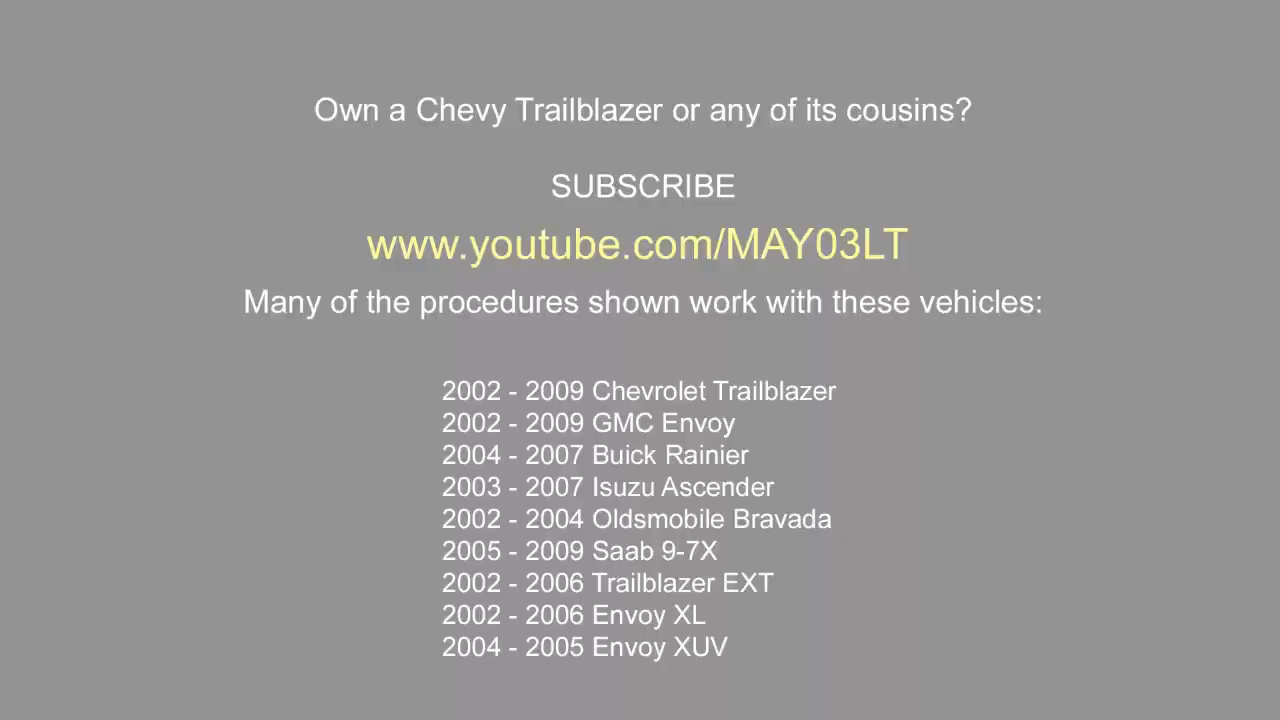 Own a Chevy Trailblazer or any of its cousins?
SUBSCRIBE
www.youtube.com/MAY03LT
Many of the procedures shown work with these vehicles:
2002 - 2009 Chevrolet Trailblazer
2002 - 2009 GMC Envoy
2004 - 2007 Buick Rainier
2003 - 2007 Isuzu Ascender
2002 - 2004 Oldsmobile Bravada
2005 - 2009 Saab 9-7X
2002 - 2006 Trailblazer EXT
2002 - 2006 Envoy XL
2004 - 2005 Envoy XUV